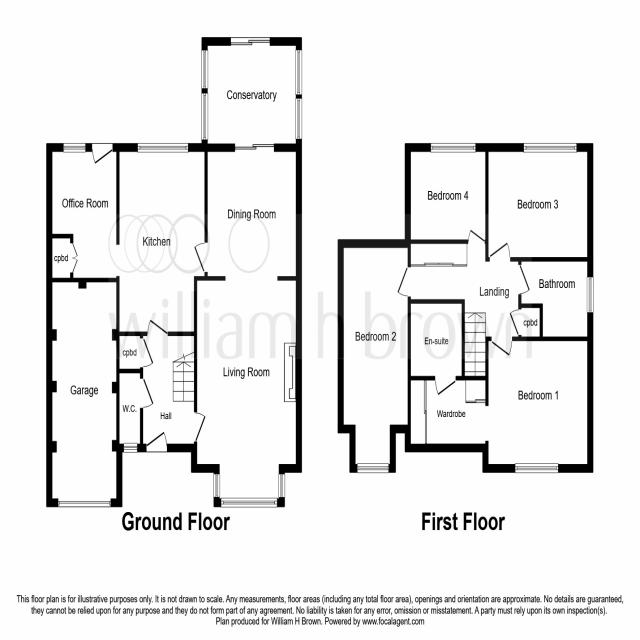 Conservatory
Office Room
Kitchen
Dining Room
cpbd
Garage
cpbd
W.C.
Hall
Living Room
Ground Floor
Bedroom 4
Bedroom 3
Landing
Bathroom
cpbd
Bedroom 2
En-suite
Wardrobe
Bedroom 1
First Floor
william h brown
This floor plan is for illustrative purposes only. It is not drawn to scale. Any measurements, floor areas (including any total floor area), openings and orientation are approximate. No details are guaranteed,
they cannot be relied upon for any purpose and they do not form part of any agreement. No liability is taken for any error, omission or misstatement. A party must rely upon its own inspection(s).
Plan produced for William H Brown. Powered by www.focalagent.com